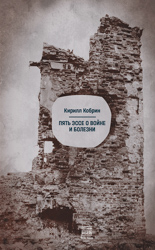 Кирилл Кобрин
ПЯТЬ ЭССЕ О ВОЙНЕ
И БОЛЕЗНИ